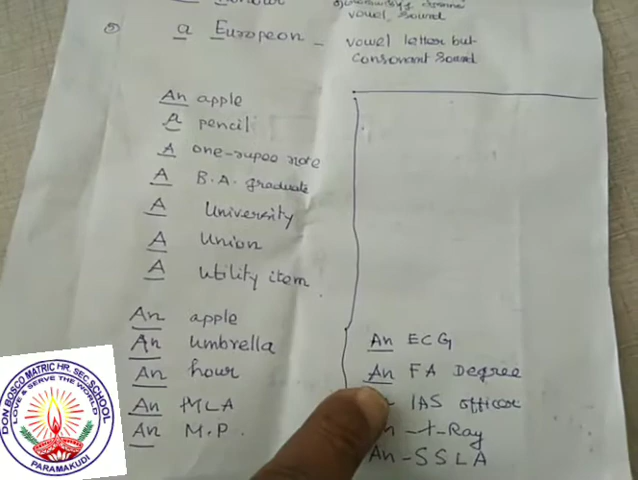 a European - vowel letter but
consonant sound
An apple
A pencil
A one-rupee note
A B.A. graduate
A University
A Union
A utility item
An apple
An umbrella
An hour
An MLA
An M.P.
An ECG
An FA Degree
IAS officer
X-Ray
An - SSLA
DON BOSCO MATRIC HR. SEC. SCHOOL
LOVE & SERVE THE WORLD
PARAMAKUDI